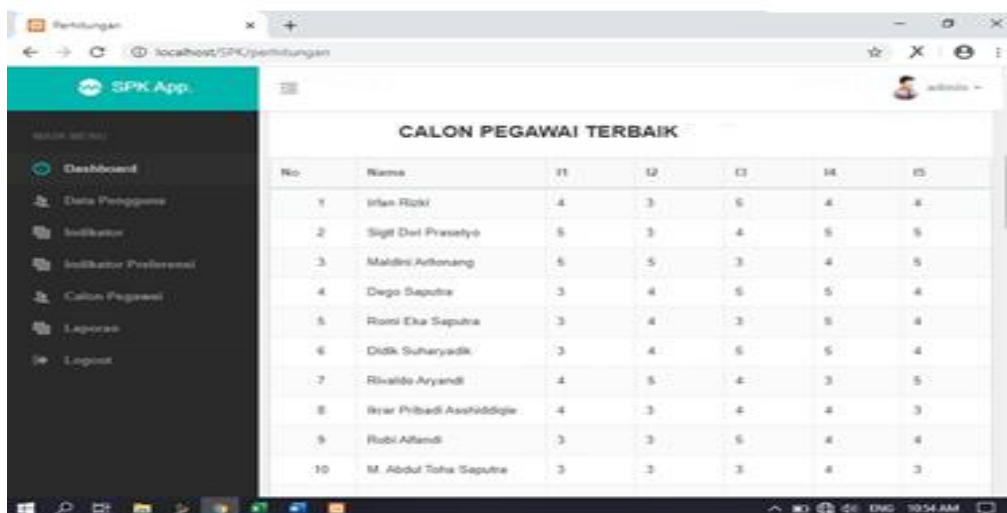 Perhitungan
localhost/SPK/perhitungan
SPK App.
admin
MAIN MENU
Dashboard
Data Pengguna
Indikator
Indikator Preferensi
Calon Pegawai
Laporan
Logout
CALON PEGAWAI TERBAIK
No Nama I1 I2 I3 I4 I5
1 Irfan Rizki 4 3 5 4 4
2 Sigit Dwi Prasetyo 5 3 4 5 5
3 Maldini Aritonang 5 5 3 4 5
4 Dego Saputra 3 4 5 5 4
5 Romi Eka Saputra 3 4 3 5 4
6 Didik Suharyadik 3 4 5 5 4
7 Rivaldo Aryandi 4 5 4 3 5
8 Ikrar Pribadi Asshiddiqie 4 3 4 4 3
9 Robi Alfandi 3 3 5 4 4
10 M. Abdul Toha Saputra 3 3 3 4 3
ENG 10:54 AM